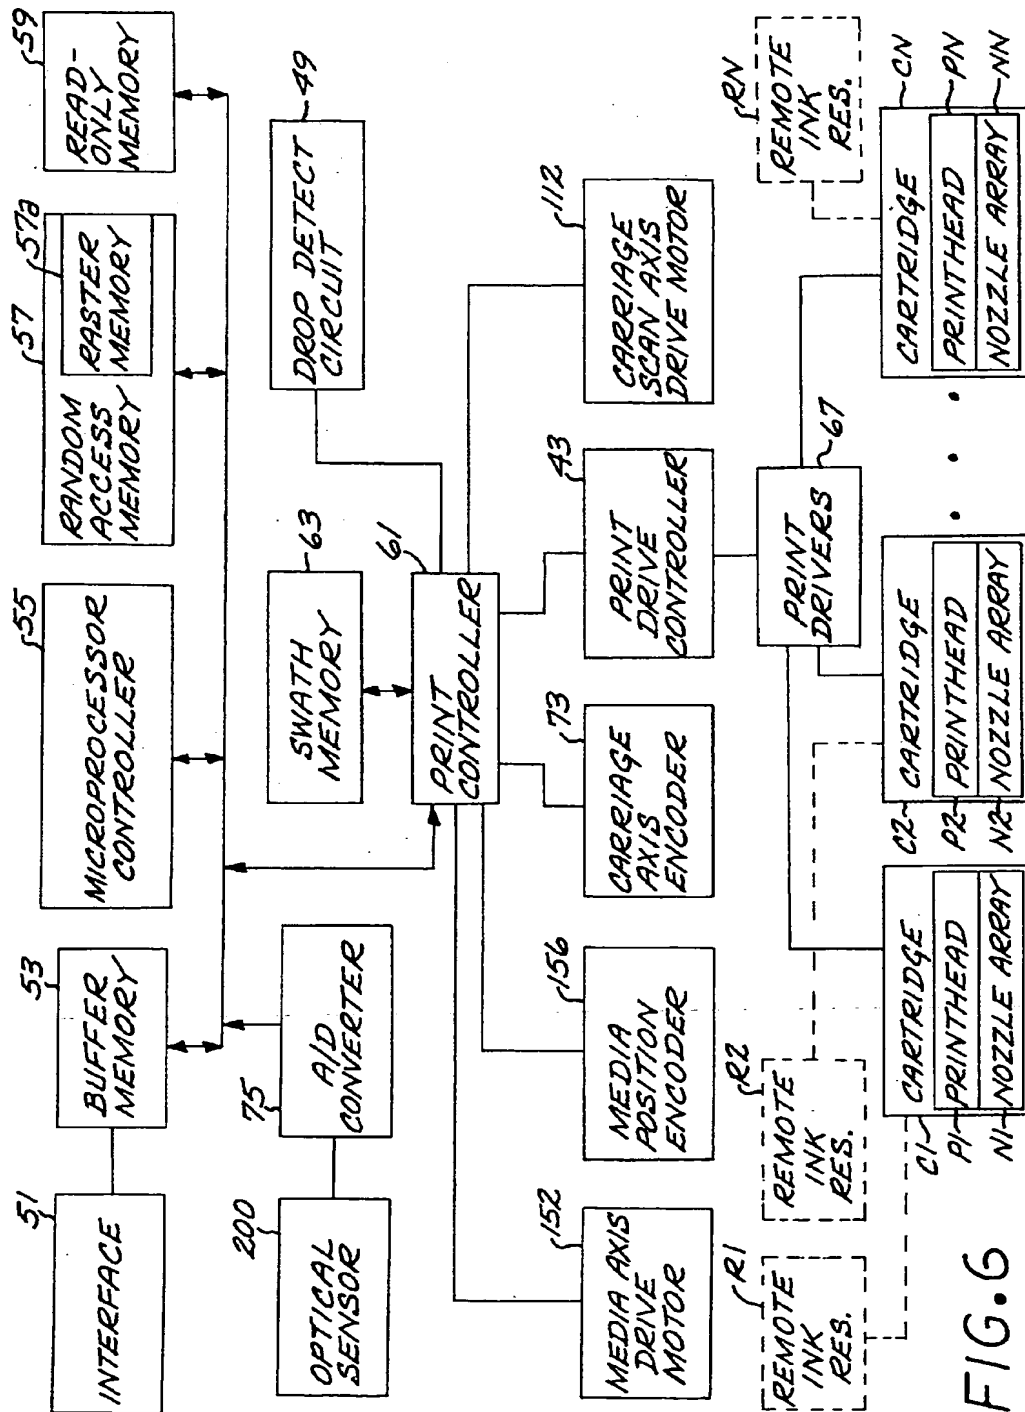 51
INTERFACE
53
BUFFER
MEMORY
55
MICROPROCESSOR
CONTROLLER
57
RANDOM
ACCESS
MEMORY
57a
RASTER
MEMORY
59
READ-
ONLY
MEMORY
200
OPTICAL
SENSOR
75
A/D
CONVERTER
63
SWATH
MEMORY
49
DROP DETECT
CIRCUIT
61
PRINT
CONTROLLER
152
MEDIA AXIS
DRIVE
MOTOR
156
MEDIA
POSITION
ENCODER
73
CARRIAGE
AXIS
ENCODER
43
PRINT
DRIVE
CONTROLLER
112
CARRIAGE
SCAN AXIS
DRIVE MOTOR
R1
REMOTE
INK
RES.
R2
REMOTE
INK
RES.
67
PRINT
DRIVERS
RN
REMOTE
INK
RES.
C1
CARTRIDGE
P1
PRINTHEAD
N1
NOZZLE ARRAY
C2
CARTRIDGE
P2
PRINTHEAD
N2
NOZZLE ARRAY
. . .
CARTRIDGE
CN
PRINTHEAD
PN
NOZZLE ARRAY
NN
FIG.6